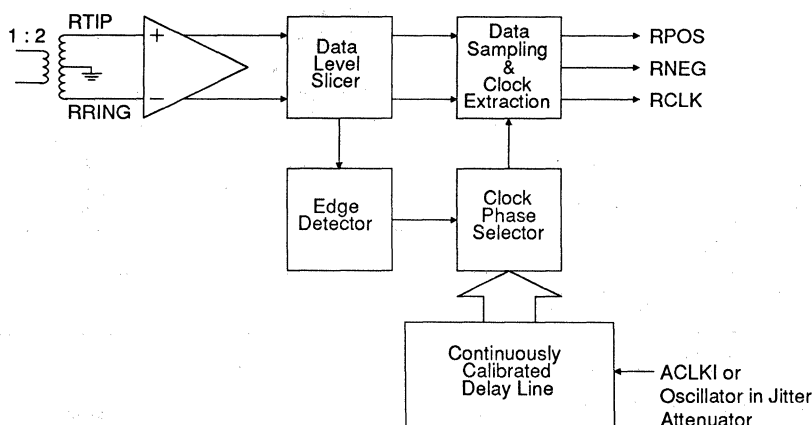 1 : 2
RTIP
+
−
RRING
Data
Level
Slicer
Data
Sampling
&
Clock
Extraction
RPOS
RNEG
RCLK
Edge
Detector
Clock
Phase
Selector
Continuously
Calibrated
Delay Line
ACLKI or
Oscillator in Jitter
Attenuator